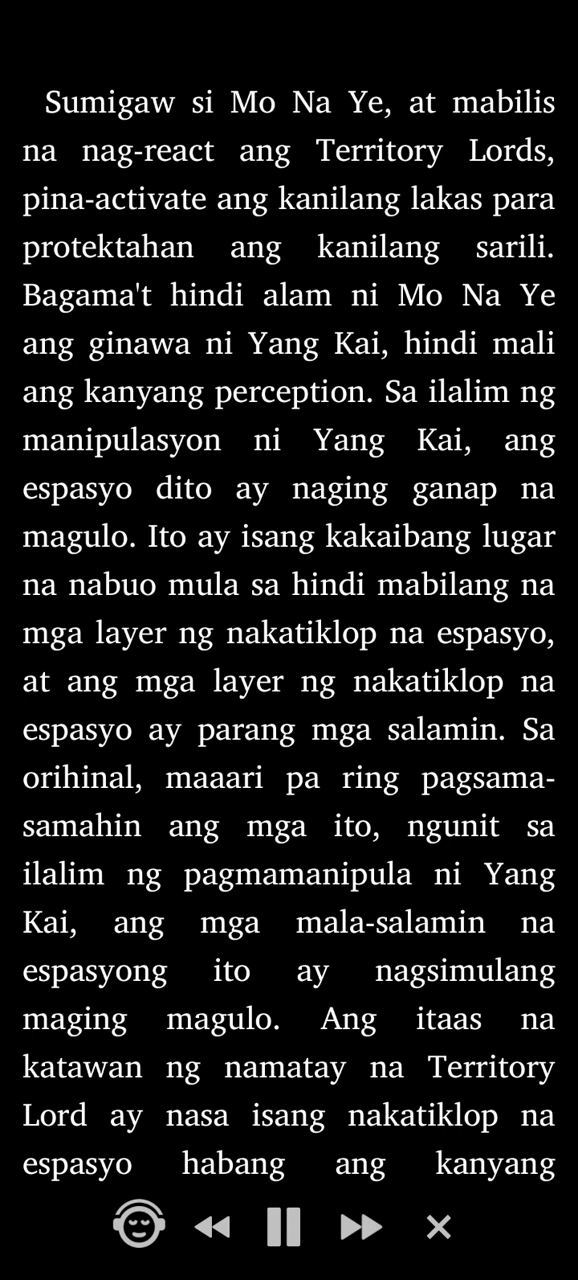 Sumigaw si Mo Na Ye, at mabilis
na nag-react ang Territory Lords,
pina-activate ang kanilang lakas para
protektahan ang kanilang sarili.
Bagama't hindi alam ni Mo Na Ye
ang ginawa ni Yang Kai, hindi mali
ang kanyang perception. Sa ilalim ng
manipulasyon ni Yang Kai, ang
espasyo dito ay naging ganap na
magulo. Ito ay isang kakaibang lugar
na nabuo mula sa hindi mabilang na
mga layer ng nakatiklop na espasyo,
at ang mga layer ng nakatiklop na
espasyo ay parang mga salamin. Sa
orihinal, maaari pa ring pagsama-
samahin ang mga ito, ngunit sa
ilalim ng pagmamanipula ni Yang
Kai, ang mga mala-salamin na
espasyong ito ay nagsimulang
maging magulo. Ang itaas na
katawan ng namatay na Territory
Lord ay nasa isang nakatiklop na
espasyo habang ang kanyang